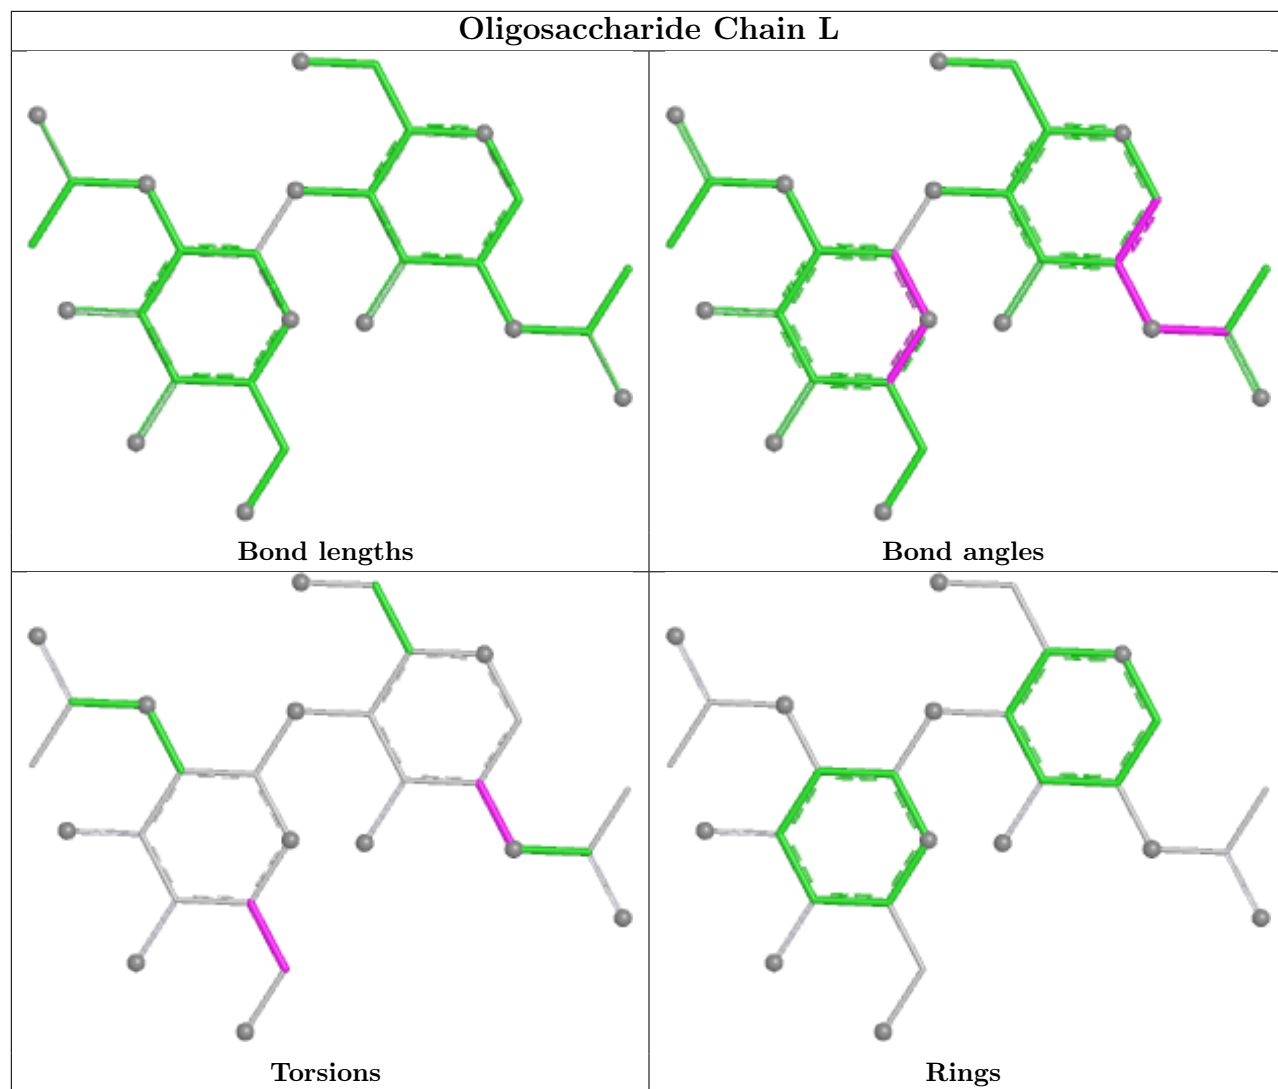 Oligosaccharide Chain L
Bond lengths
Bond angles
Torsions
Rings